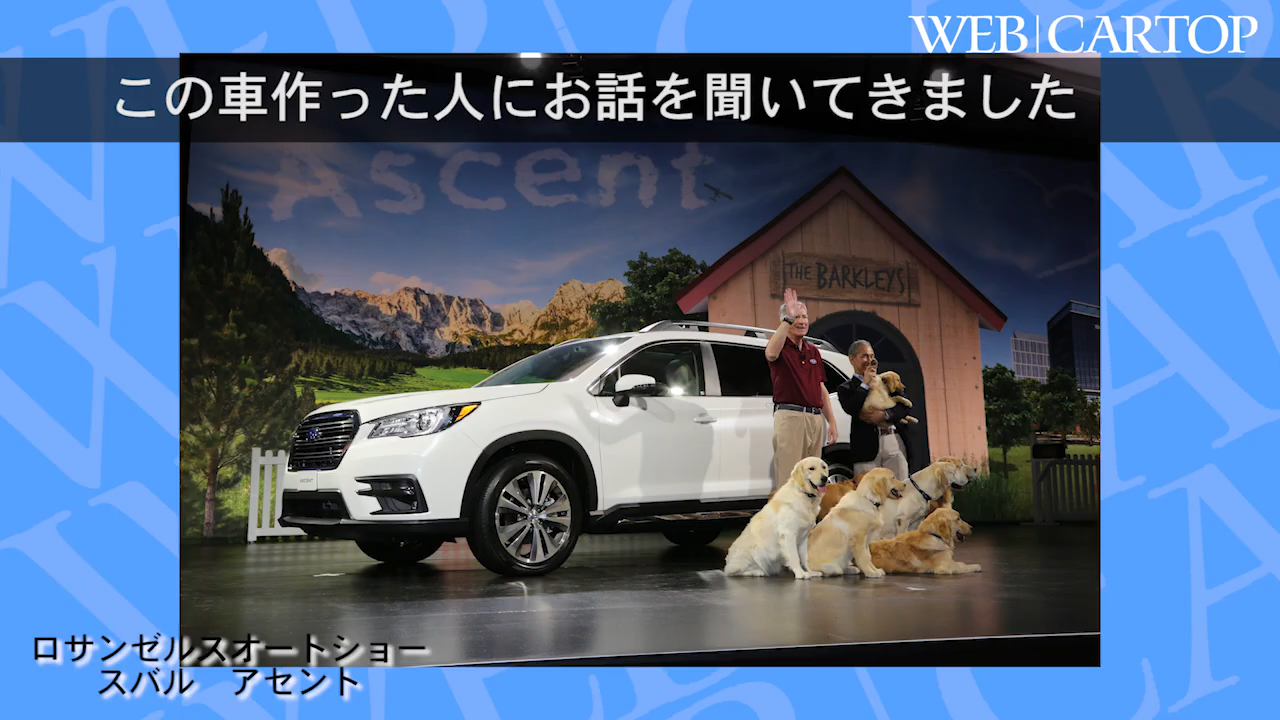 WEB|CARTOP
この車作った人にお話を聞いてきました
Ascent
THE BARKLEYS
ASCENT
ロサンゼルスオートショー
スバル　アセント